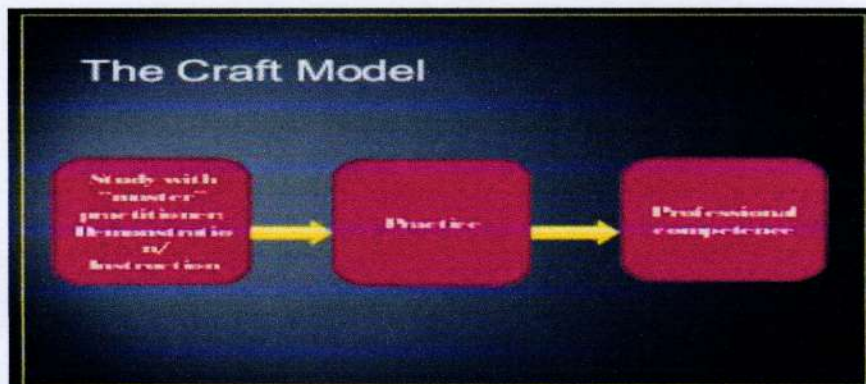 The Craft Model
Study with
"master"
practitioner:
Demonstratio
n/
Instruction
Practice
Professional
competence